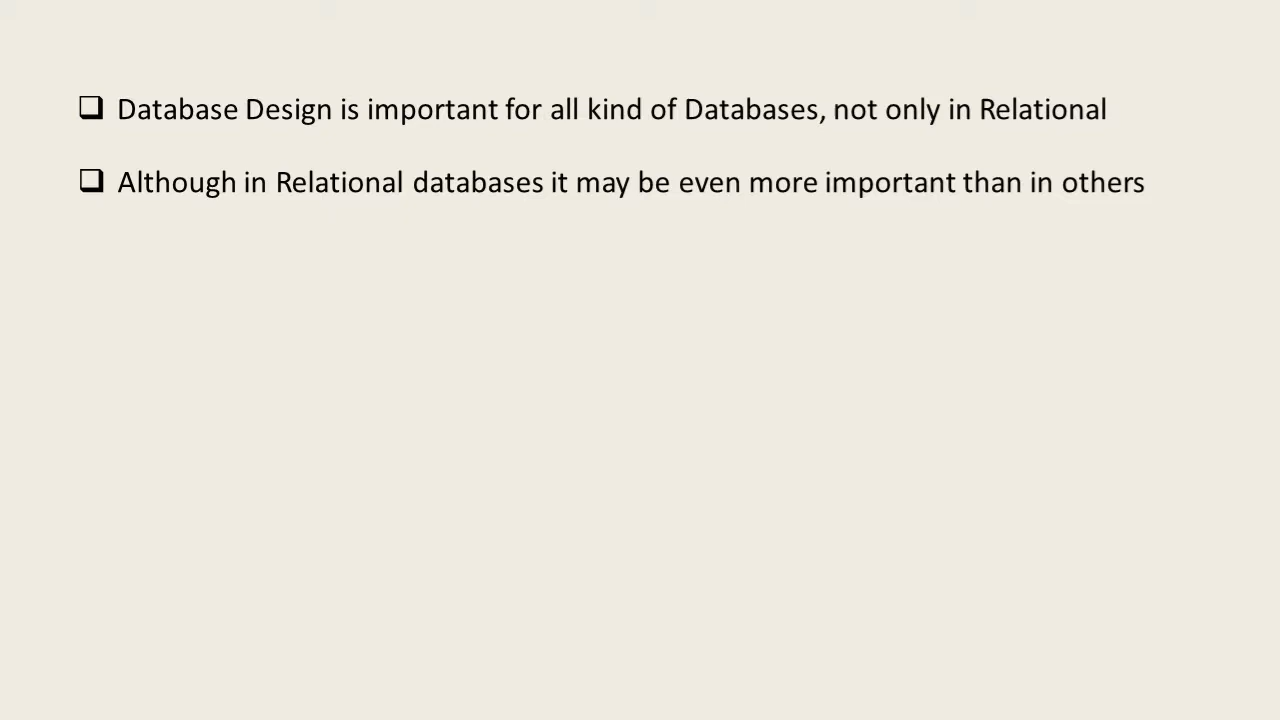 ❑ Database Design is important for all kind of Databases, not only in Relational
❑ Although in Relational databases it may be even more important than in others